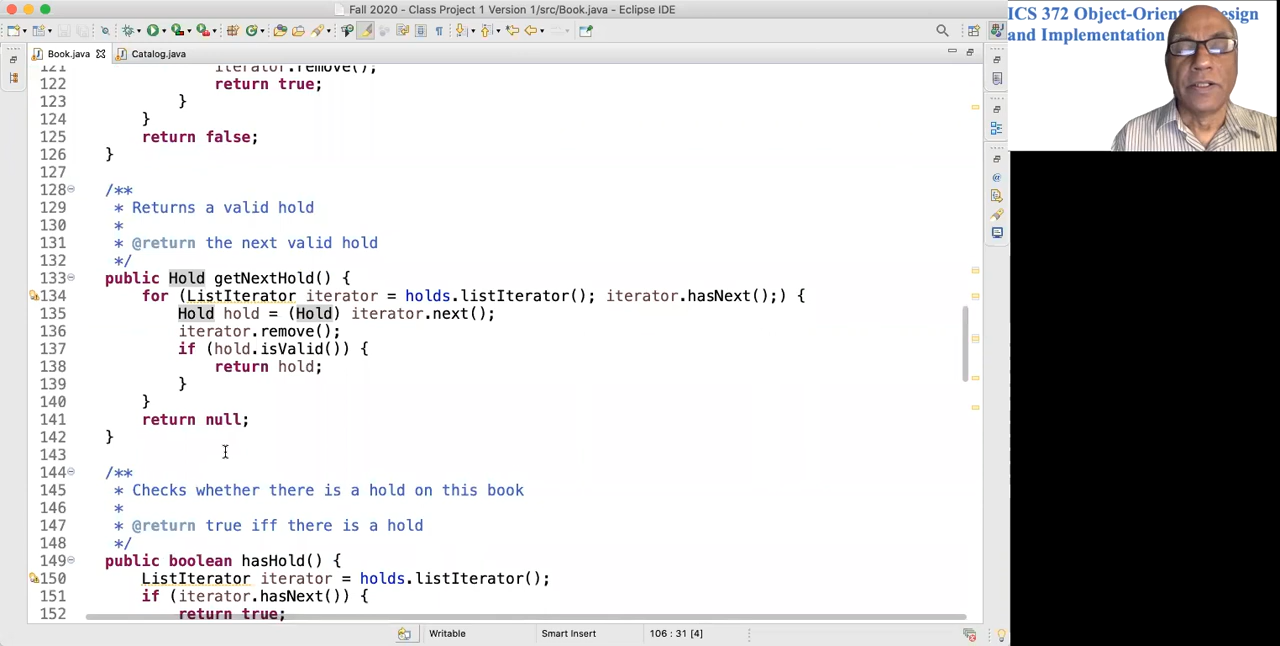 Fall 2020 - Class Project 1 Version 1/src/Book.java - Eclipse IDE
ICS 372 Object-Orien esign
and Implementation
Book.java
Catalog.java
121 iterator.remove();
122 return true;
123 }
124 }
125 return false;
126 }
127
128 /**
129 * Returns a valid hold
130 *
131 * @return the next valid hold
132 */
133 public Hold getNextHold() {
134 for (ListIterator iterator = holds.listIterator(); iterator.hasNext();) {
135 Hold hold = (Hold) iterator.next();
136 iterator.remove();
137 if (hold.isValid()) {
138 return hold;
139 }
140 }
141 return null;
142 }
143
144 /**
145 * Checks whether there is a hold on this book
146 *
147 * @return true iff there is a hold
148 */
149 public boolean hasHold() {
150 ListIterator iterator = holds.listIterator();
151 if (iterator.hasNext()) {
152 return true;
Writable
Smart Insert
106 : 31 [4]